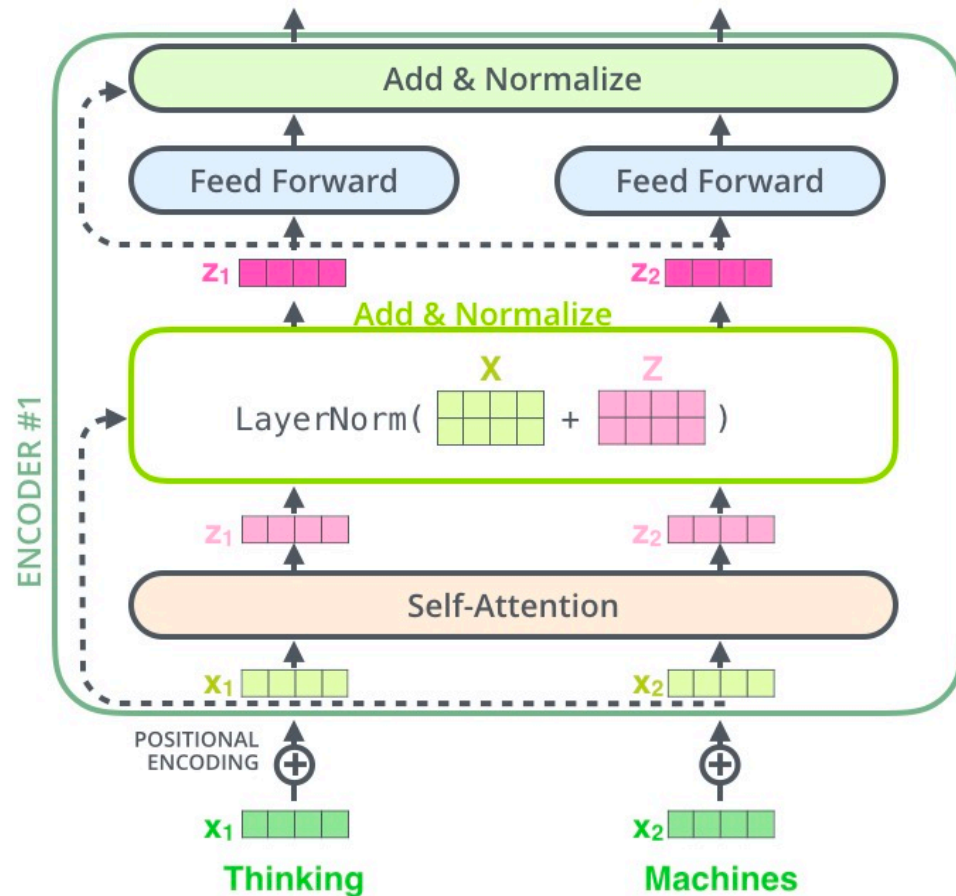 Add & Normalize
Feed Forward
Feed Forward
z₁
z₂
Add & Normalize
X
Z
LayerNorm( + )
ENCODER #1
z₁
z₂
Self-Attention
x₁
x₂
POSITIONAL
ENCODING
x₁
x₂
Thinking
Machines